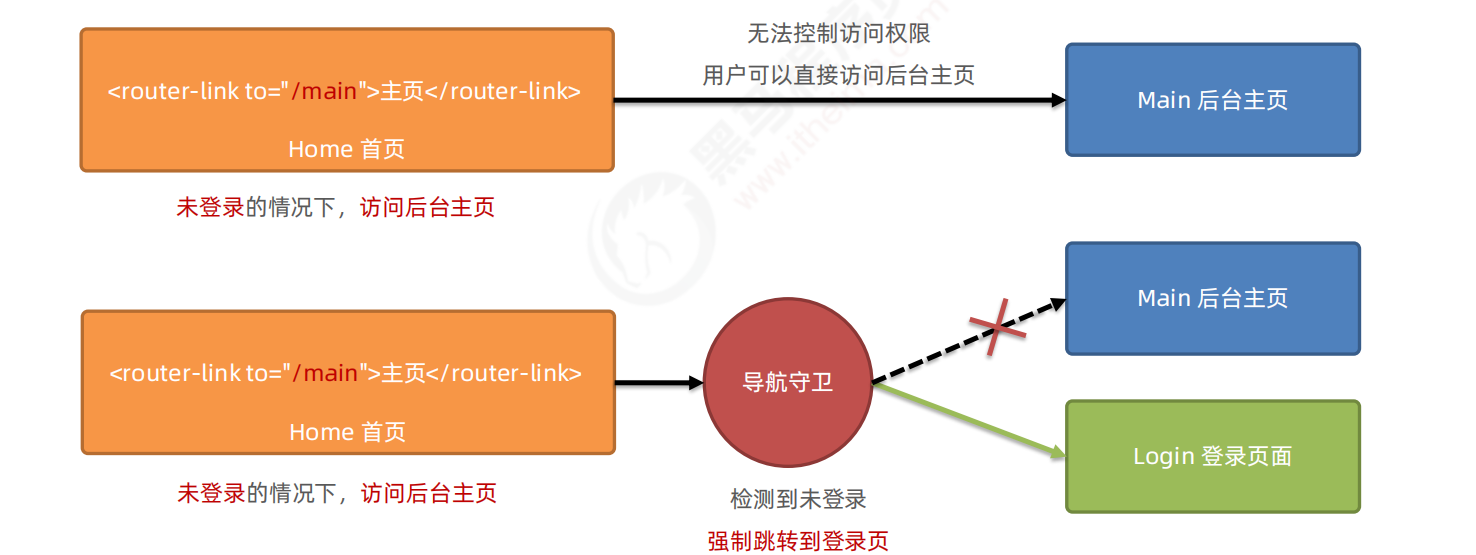 无法控制访问权限
用户可以直接访问后台主页
<router-link to="/main">主页</router-link>
Home 首页
Main 后台主页
未登录的情况下，访问后台主页
Main 后台主页
<router-link to="/main">主页</router-link>
Home 首页
导航守卫
Login 登录页面
未登录的情况下，访问后台主页
检测到未登录
强制跳转到登录页